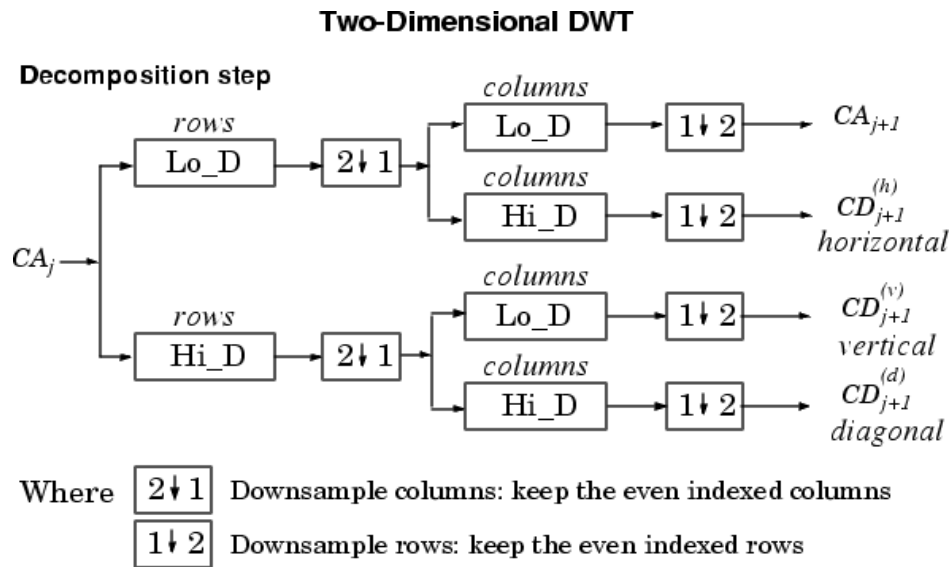 Two-Dimensional DWT
Decomposition step
rows
Lo_D
2↓1
columns
Lo_D
1↓2
CA_{j+1}
columns
Hi_D
1↓2
CD_{j+1}^{(h)}
horizontal
CA_j
rows
Hi_D
2↓1
columns
Lo_D
1↓2
CD_{j+1}^{(v)}
vertical
columns
Hi_D
1↓2
CD_{j+1}^{(d)}
diagonal
Where 2↓1 Downsample columns: keep the even indexed columns
1↓2 Downsample rows: keep the even indexed rows